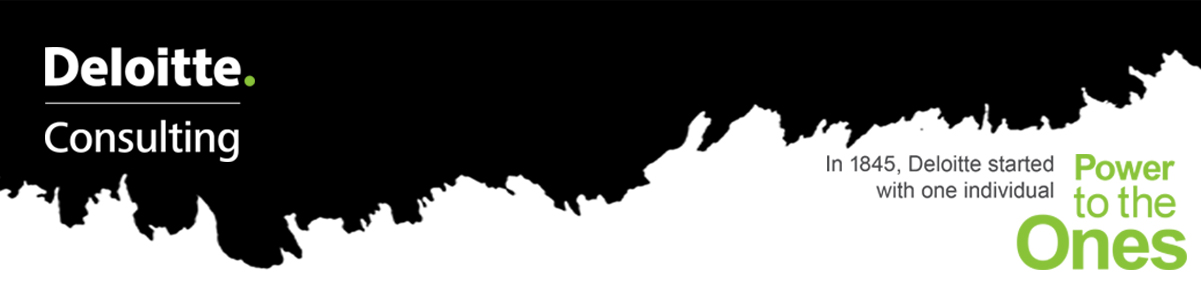 Deloitte.
Consulting
In 1845, Deloitte started
with one individual
Power
to the
Ones